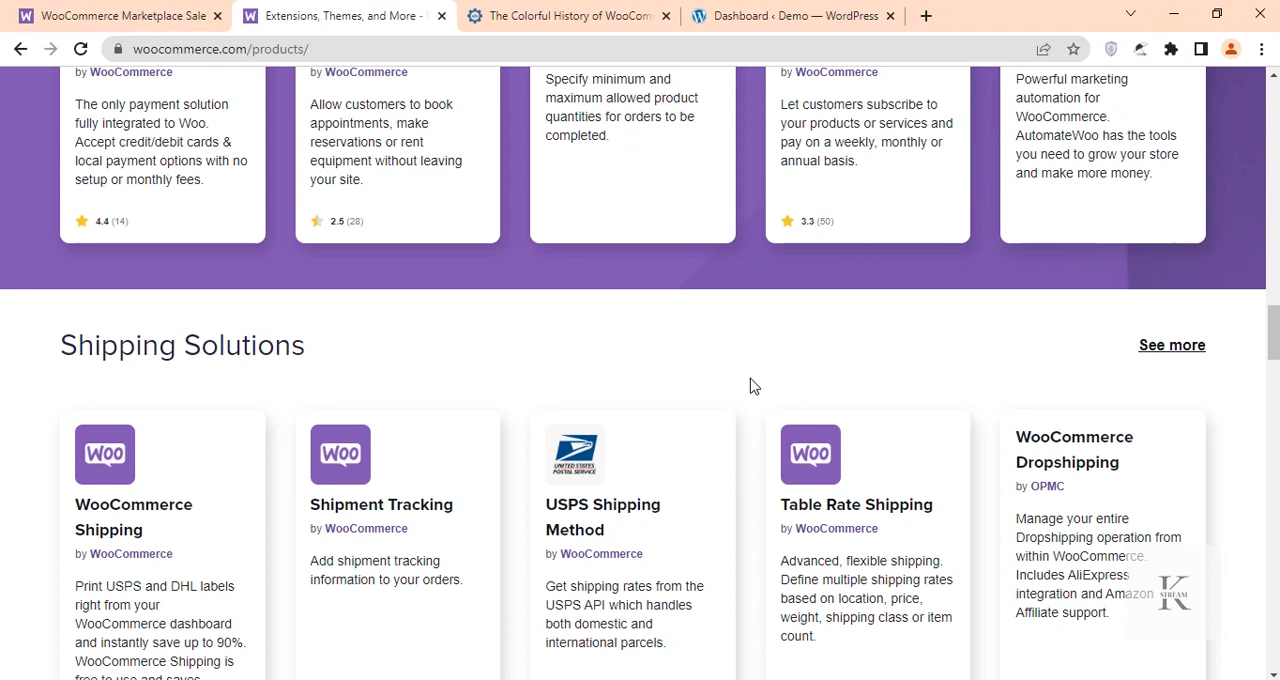 WooCommerce Marketplace Sale
Extensions, Themes, and More -
The Colorful History of WooCom
Dashboard ‹ Demo — WordPress
woocommerce.com/products/
by WooCommerce
The only payment solution
fully integrated to Woo.
Accept credit/debit cards &
local payment options with no
setup or monthly fees.
4.4 (14)
by WooCommerce
Allow customers to book
appointments, make
reservations or rent
equipment without leaving
your site.
2.5 (28)
Specify minimum and
maximum allowed product
quantities for orders to be
completed.
by WooCommerce
Let customers subscribe to
your products or services and
pay on a weekly, monthly or
annual basis.
3.3 (50)
Powerful marketing
automation for
WooCommerce.
AutomateWoo has the tools
you need to grow your store
and make more money.
Shipping Solutions
See more
Woo
WooCommerce
Shipping
by WooCommerce
Print USPS and DHL labels
right from your
WooCommerce dashboard
and instantly save up to 90%.
WooCommerce Shipping is
free to use and saves
Woo
Shipment Tracking
by WooCommerce
Add shipment tracking
information to your orders.
UNITED STATES
POSTAL SERVICE
USPS Shipping
Method
by WooCommerce
Get shipping rates from the
USPS API which handles
both domestic and
international parcels.
Woo
Table Rate Shipping
by WooCommerce
Advanced, flexible shipping.
Define multiple shipping rates
based on location, price,
weight, shipping class or item
count.
WooCommerce
Dropshipping
by OPMC
Manage your entire
Dropshipping operation from
within WooCommerce.
Includes AliExpress
integration and Amazon
Affiliate support.
K
STREAM